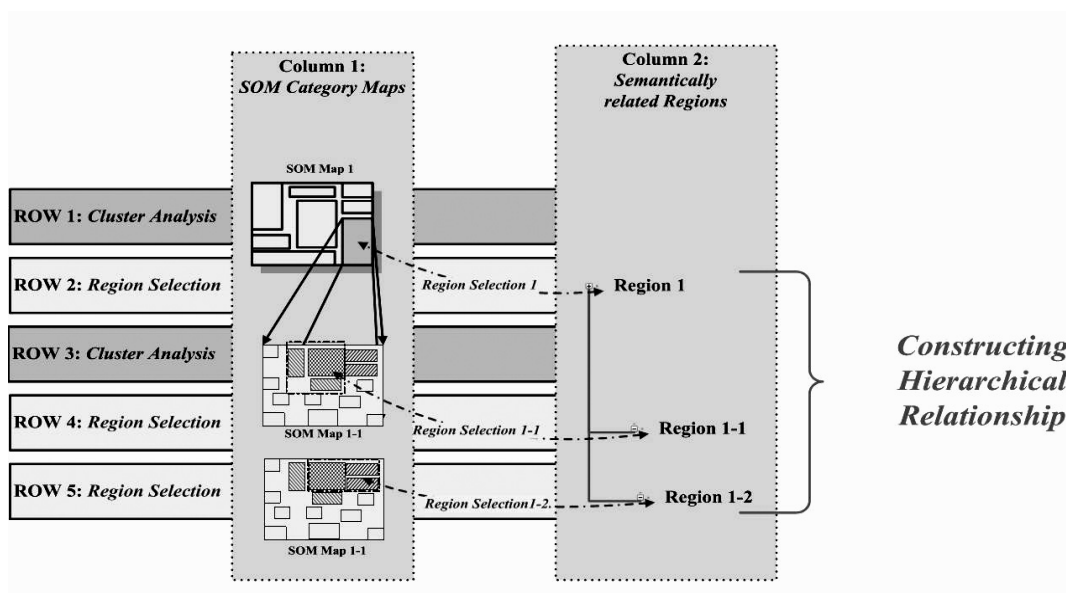 Column 1:
SOM Category Maps
Column 2:
Semantically
related Regions
SOM Map 1
ROW 1: Cluster Analysis
ROW 2: Region Selection
Region Selection 1
Region 1
ROW 3: Cluster Analysis
Constructing
Hierarchical
Relationship
ROW 4: Region Selection
Region Selection 1-1
Region 1-1
SOM Map 1-1
ROW 5: Region Selection
Region Selection1-2.
Region 1-2
SOM Map 1-1